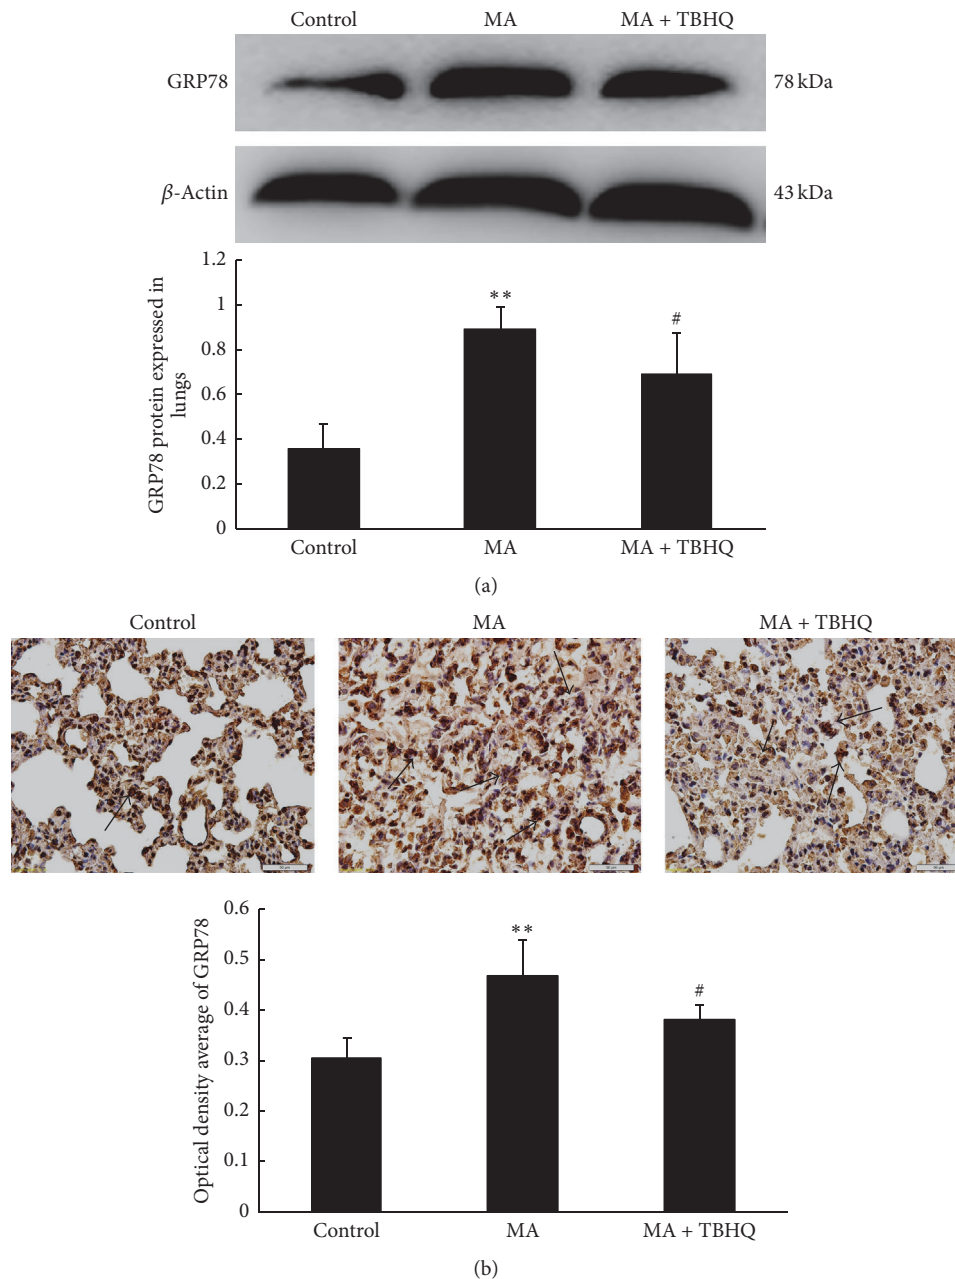 Control MA MA + TBHQ
GRP78 78 kDa
β-Actin 43 kDa
1.2
1
0.8
0.6
0.4
0.2
0
GRP78 protein expressed in
lungs
**
#
Control MA MA + TBHQ
(a)
Control MA MA + TBHQ
0.6
0.5
0.4
0.3
0.2
0.1
0
Optical density average of GRP78
**
#
Control MA MA + TBHQ
(b)